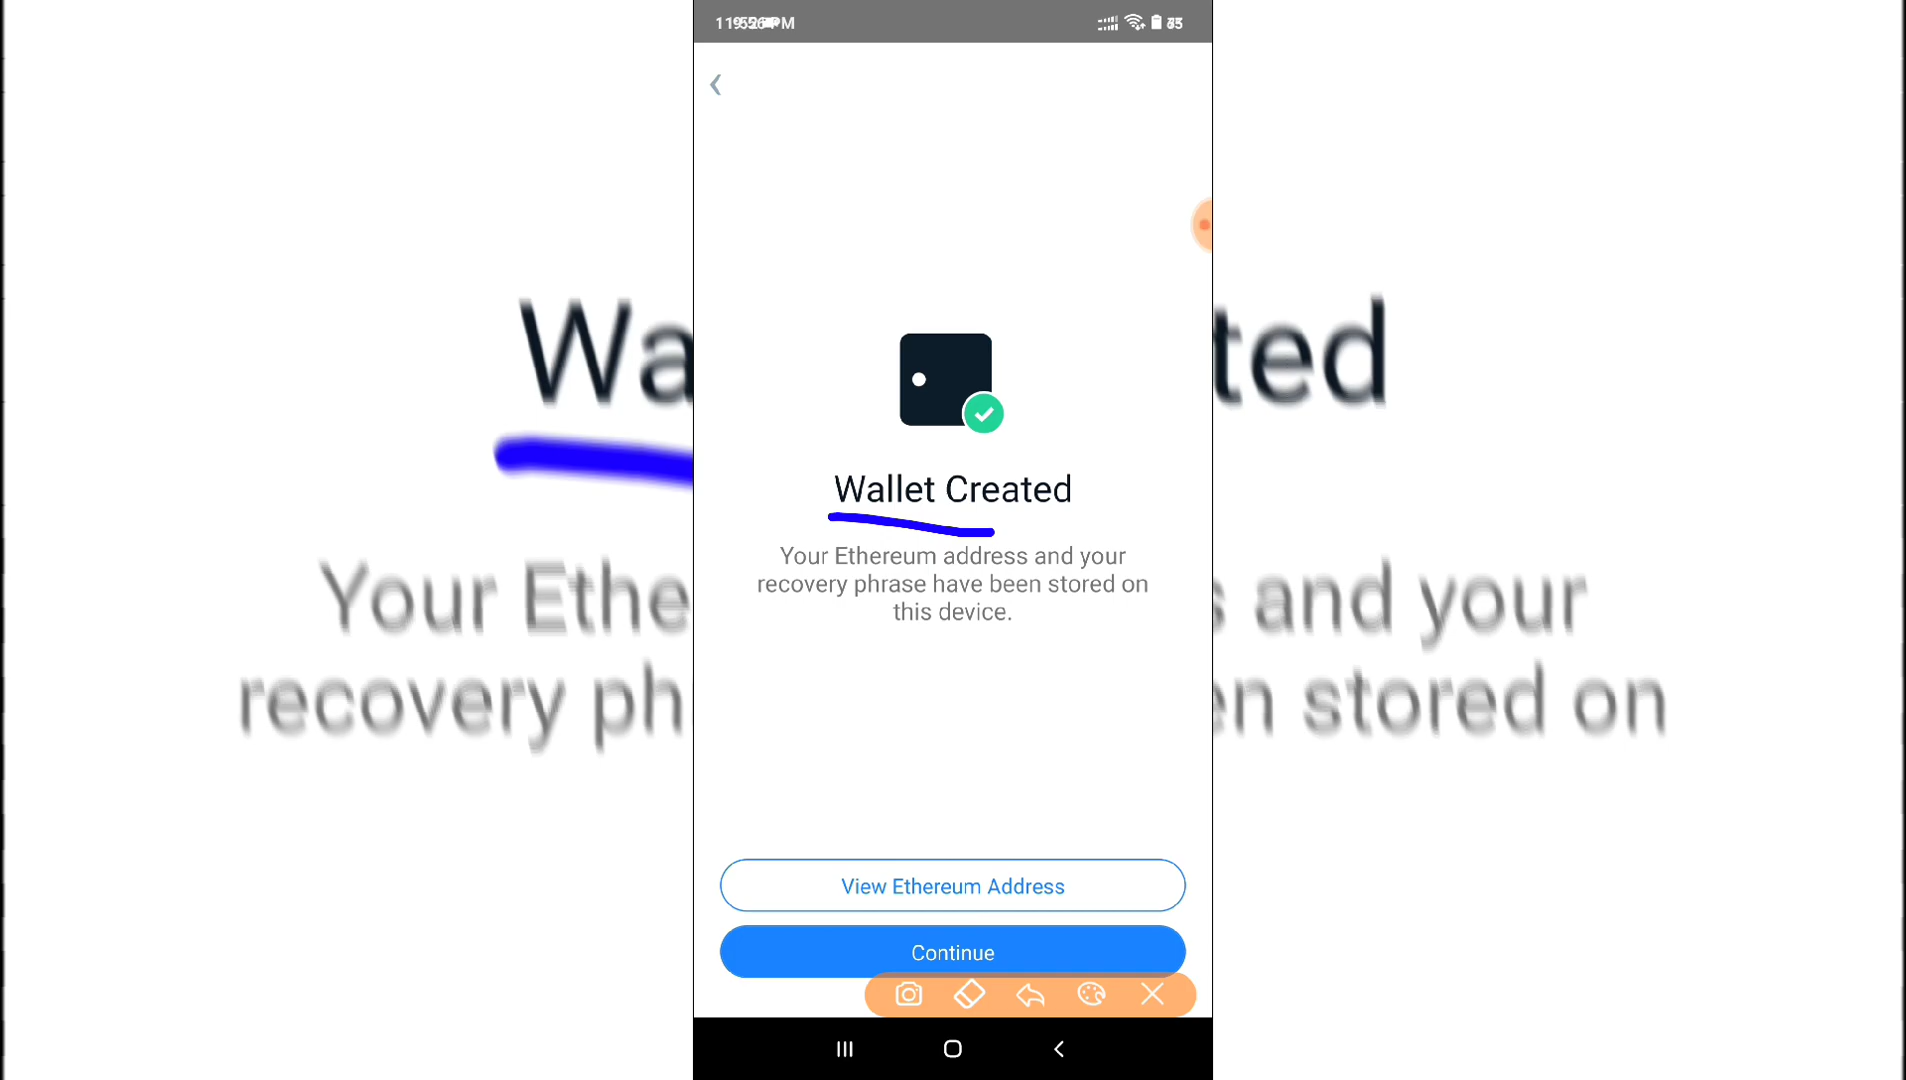 Wallet Created
Your Ethereum address and your
recovery phrase have been stored on
this device.
View Ethereum Address
Continue